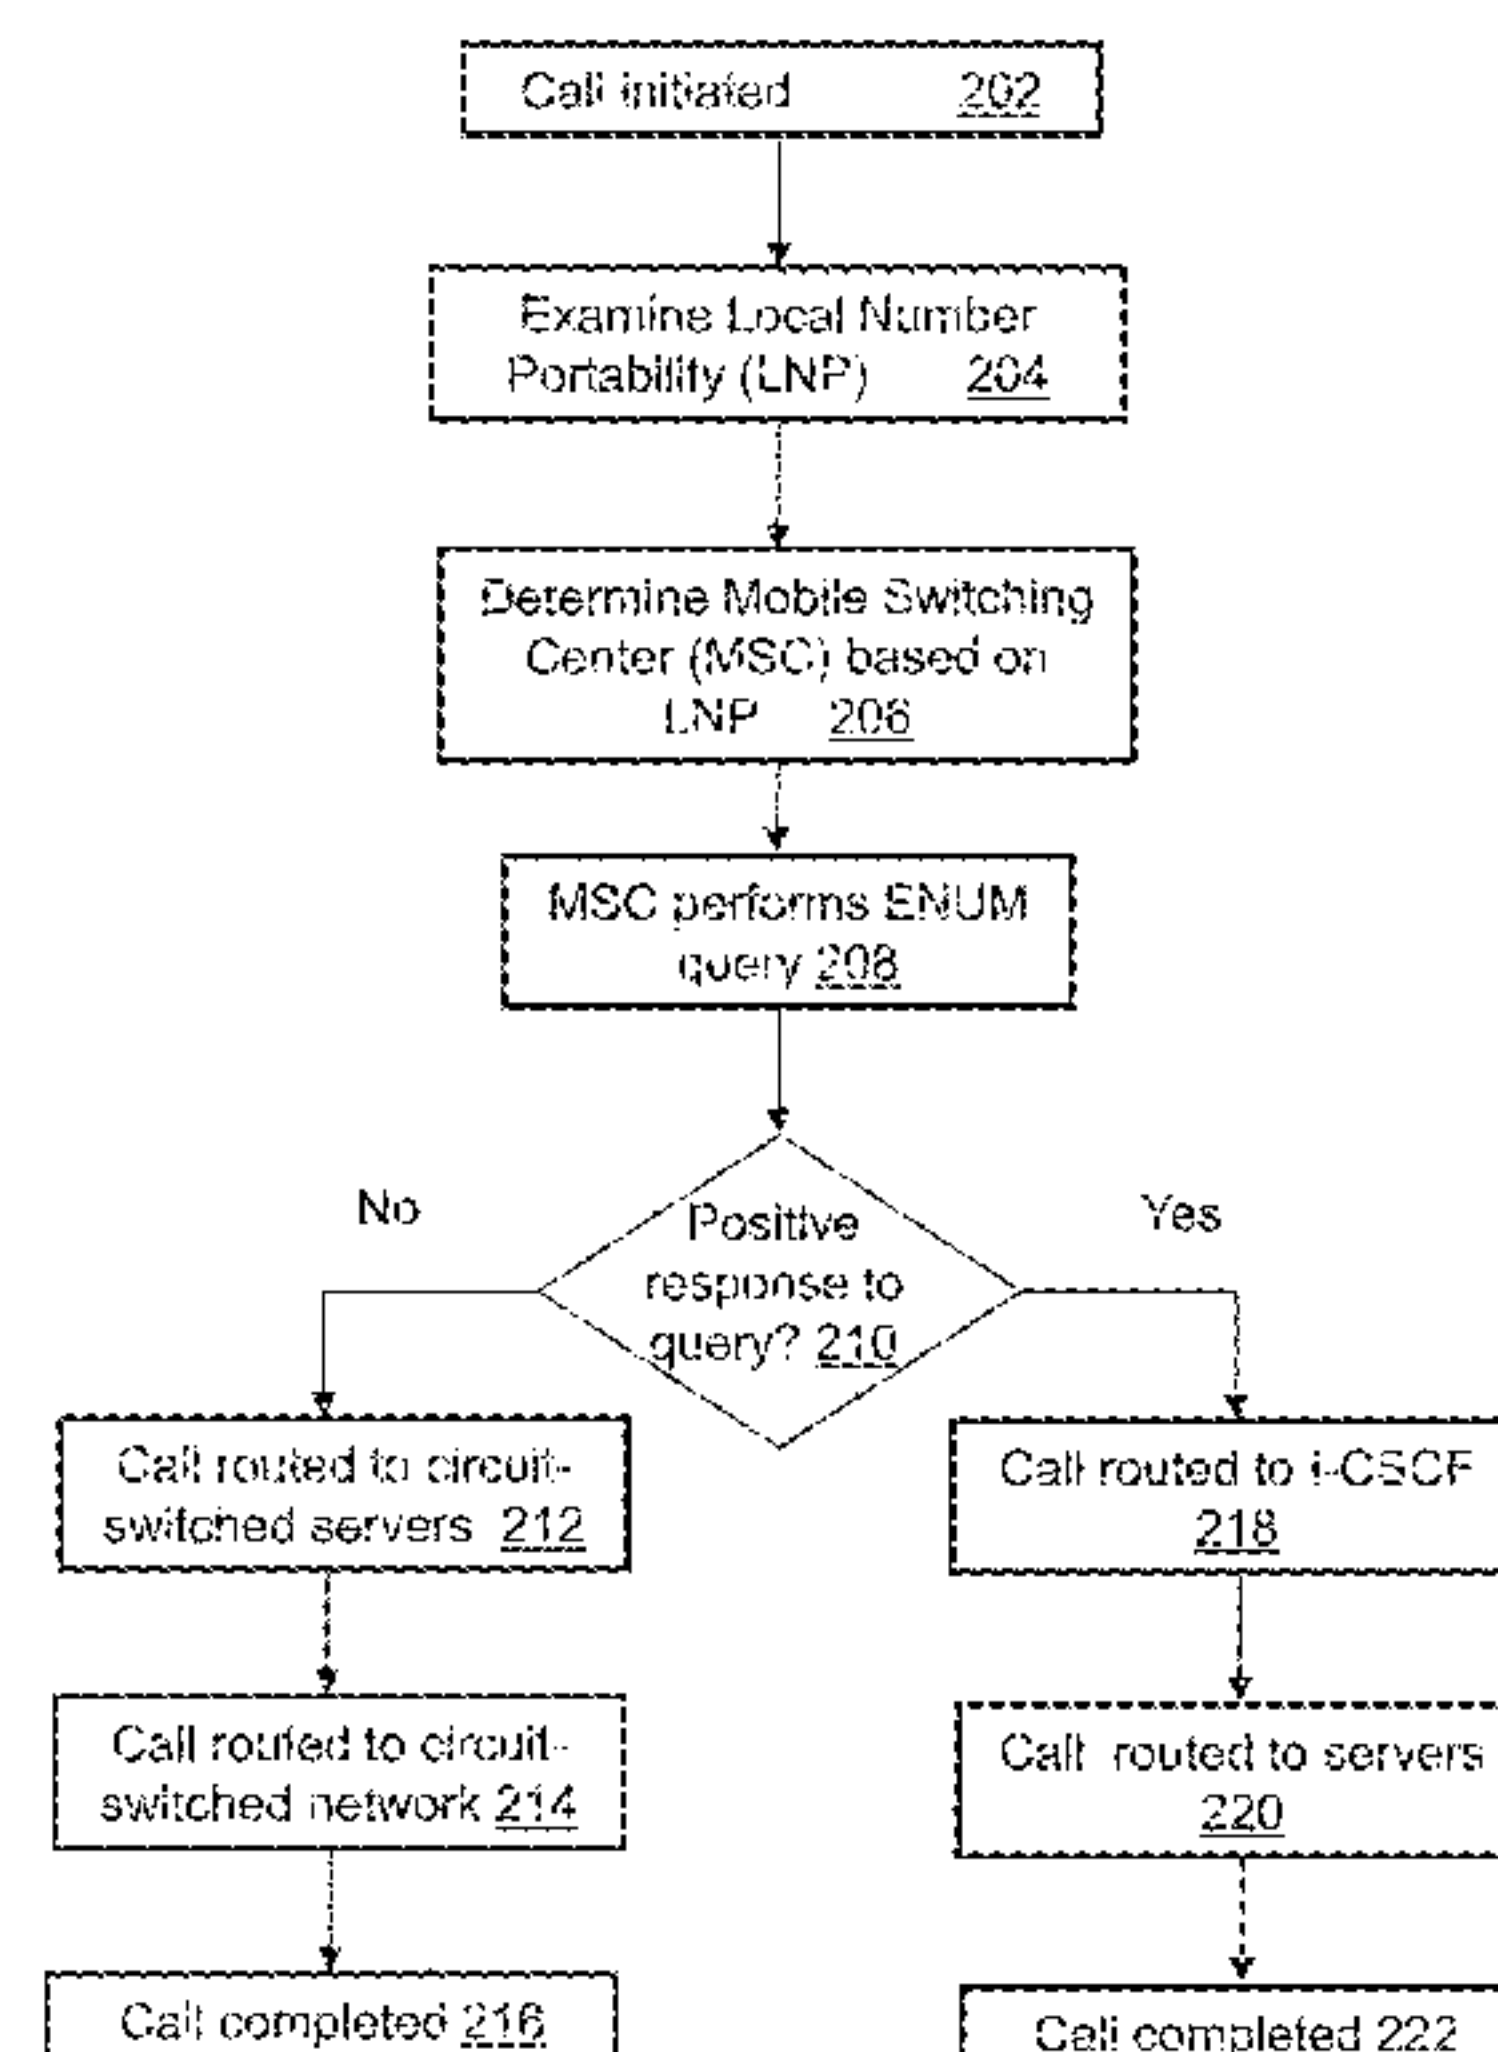 Call initiated 202
Examine Local Number
Portability (LNP) 204
Determine Mobile Switching
Center (MSC) based on
LNP 206
MSC performs ENUM
query 208
No
Yes
Positive
response to
query? 210
Call routed to circuit-
switched servers 212
Call routed to i-CSCF
218
Call routed to circuit-
switched network 214
Call routed to servers
220
Call completed 216
Call completed 222